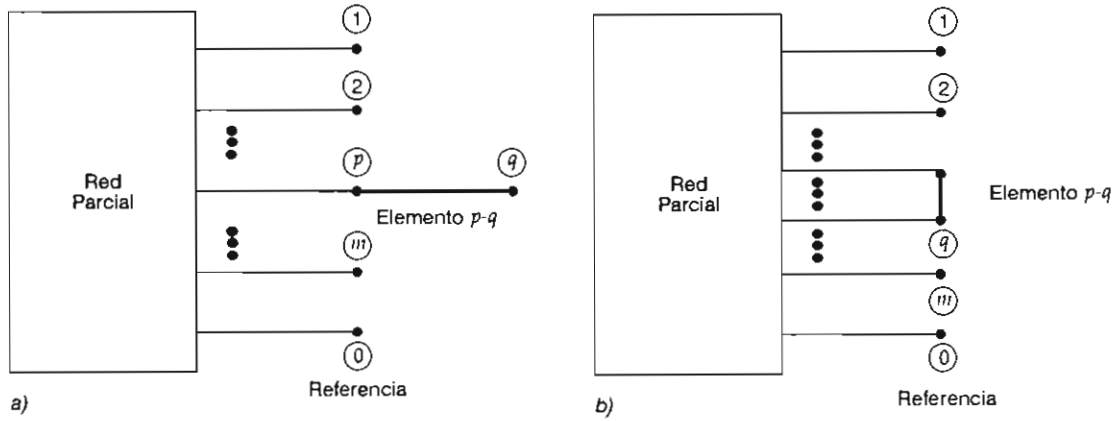 1
2
Red
Parcial
p
q
Elemento p-q
m
0
Referencia
a)
1
2
Red
Parcial
Elemento p-q
q
m
0
Referencia
b)